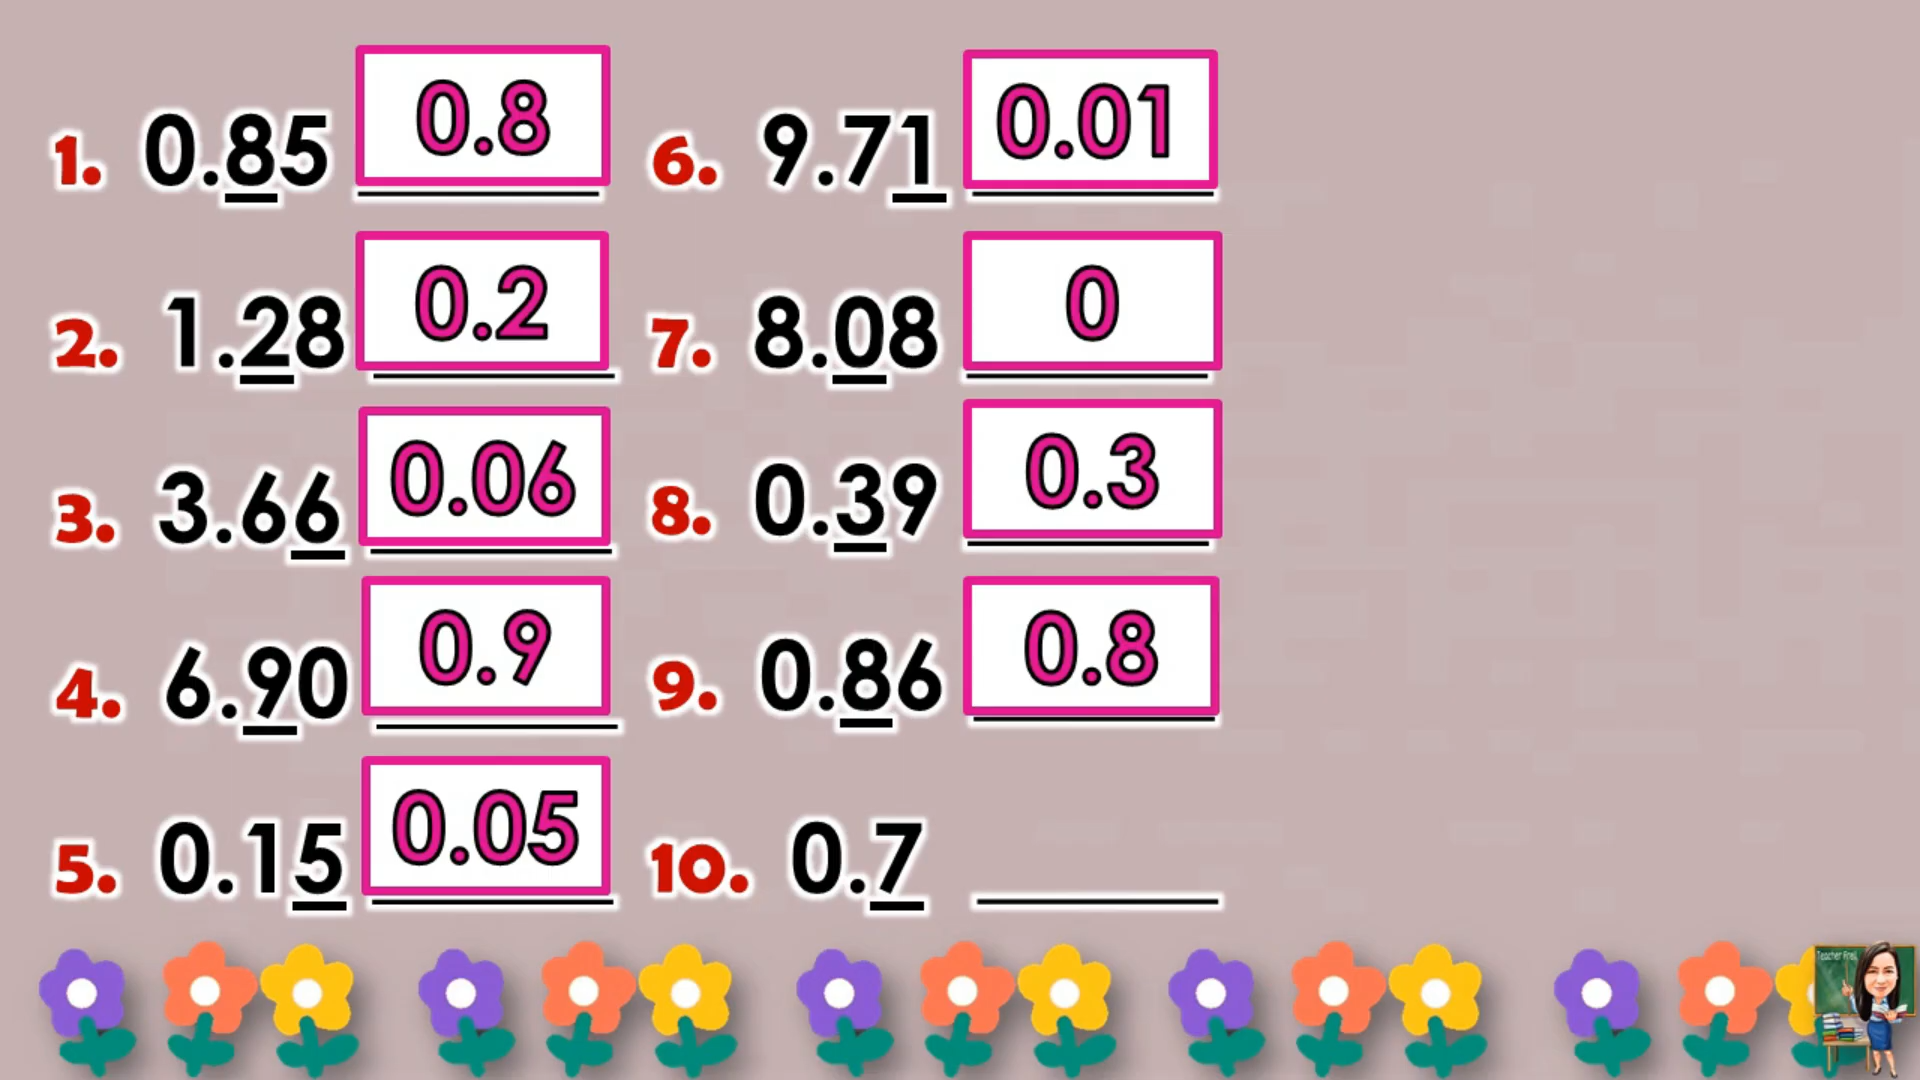 1. 0.85 0.8
2. 1.28 0.2
3. 3.66 0.06
4. 6.90 0.9
5. 0.15 0.05
6. 9.71 0.01
7. 8.08 0
8. 0.39 0.3
9. 0.86 0.8
10. 0.7
Teacher